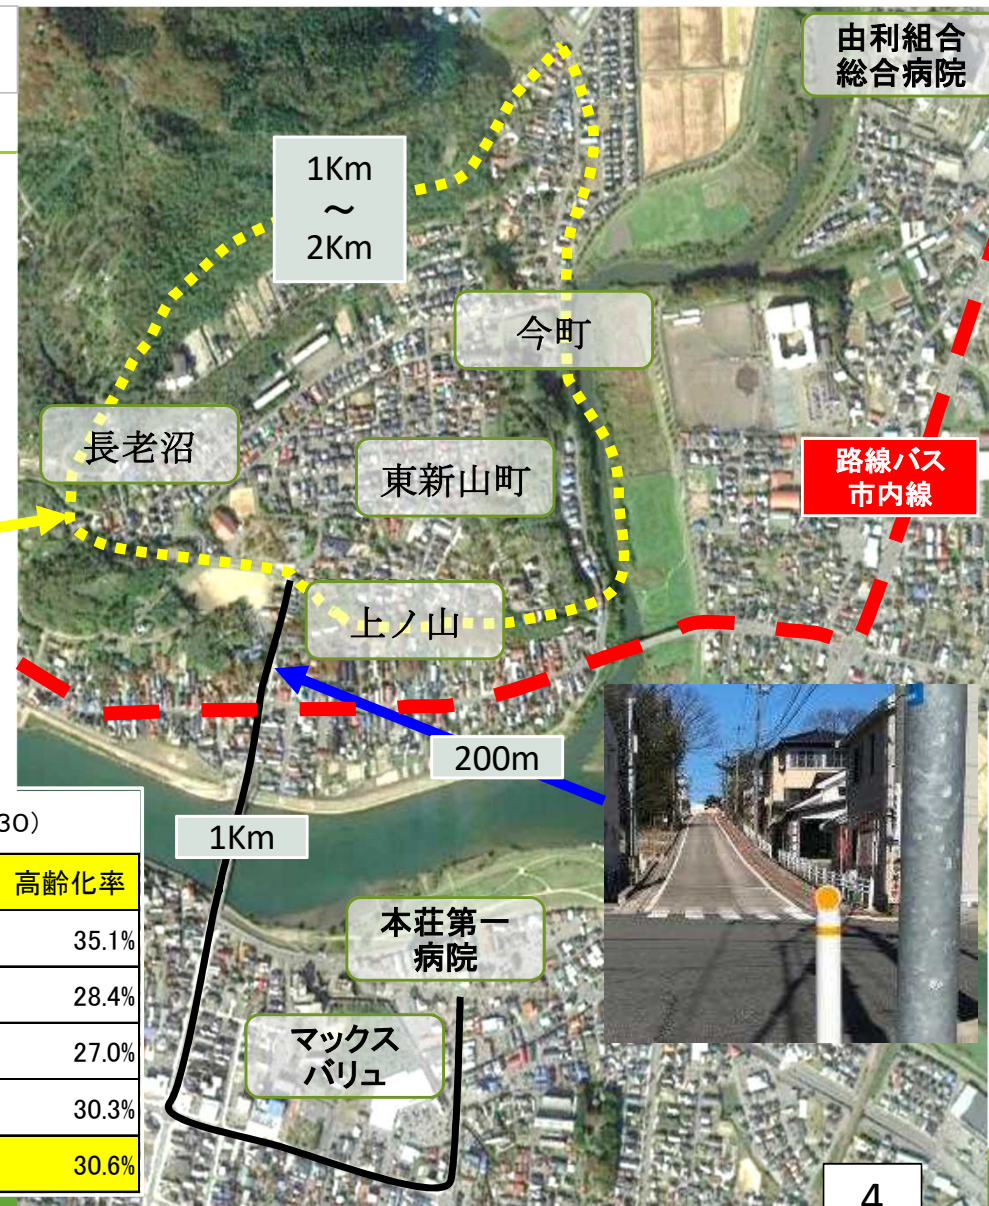 由利組合
総合病院
1Km
～
2Km
今町
長老沼
東新山町
路線バス
市内線
上ノ山
200m
1Km
本荘第一
病院
マックス
バリュ
30）
高齢化率
35.1%
28.4%
27.0%
30.3%
30.6%
4